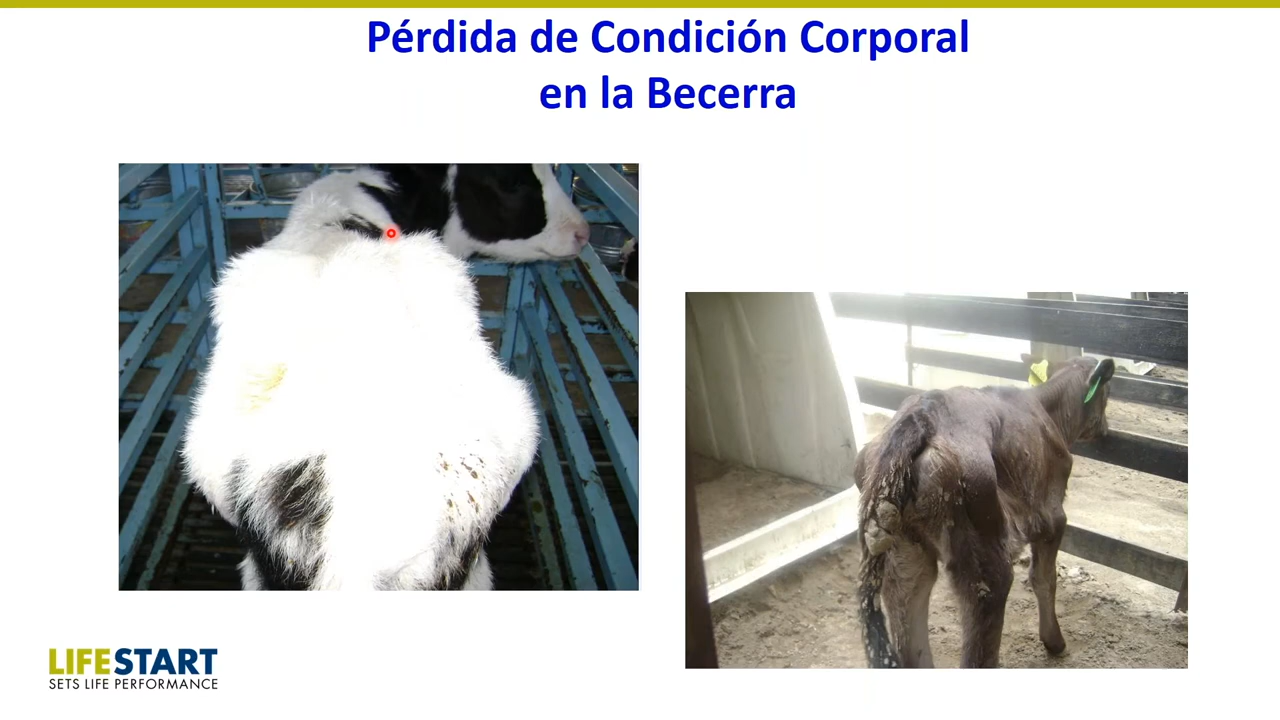 Pérdida de Condición Corporal
en la Becerra
LIFESTART
SETS LIFE PERFORMANCE